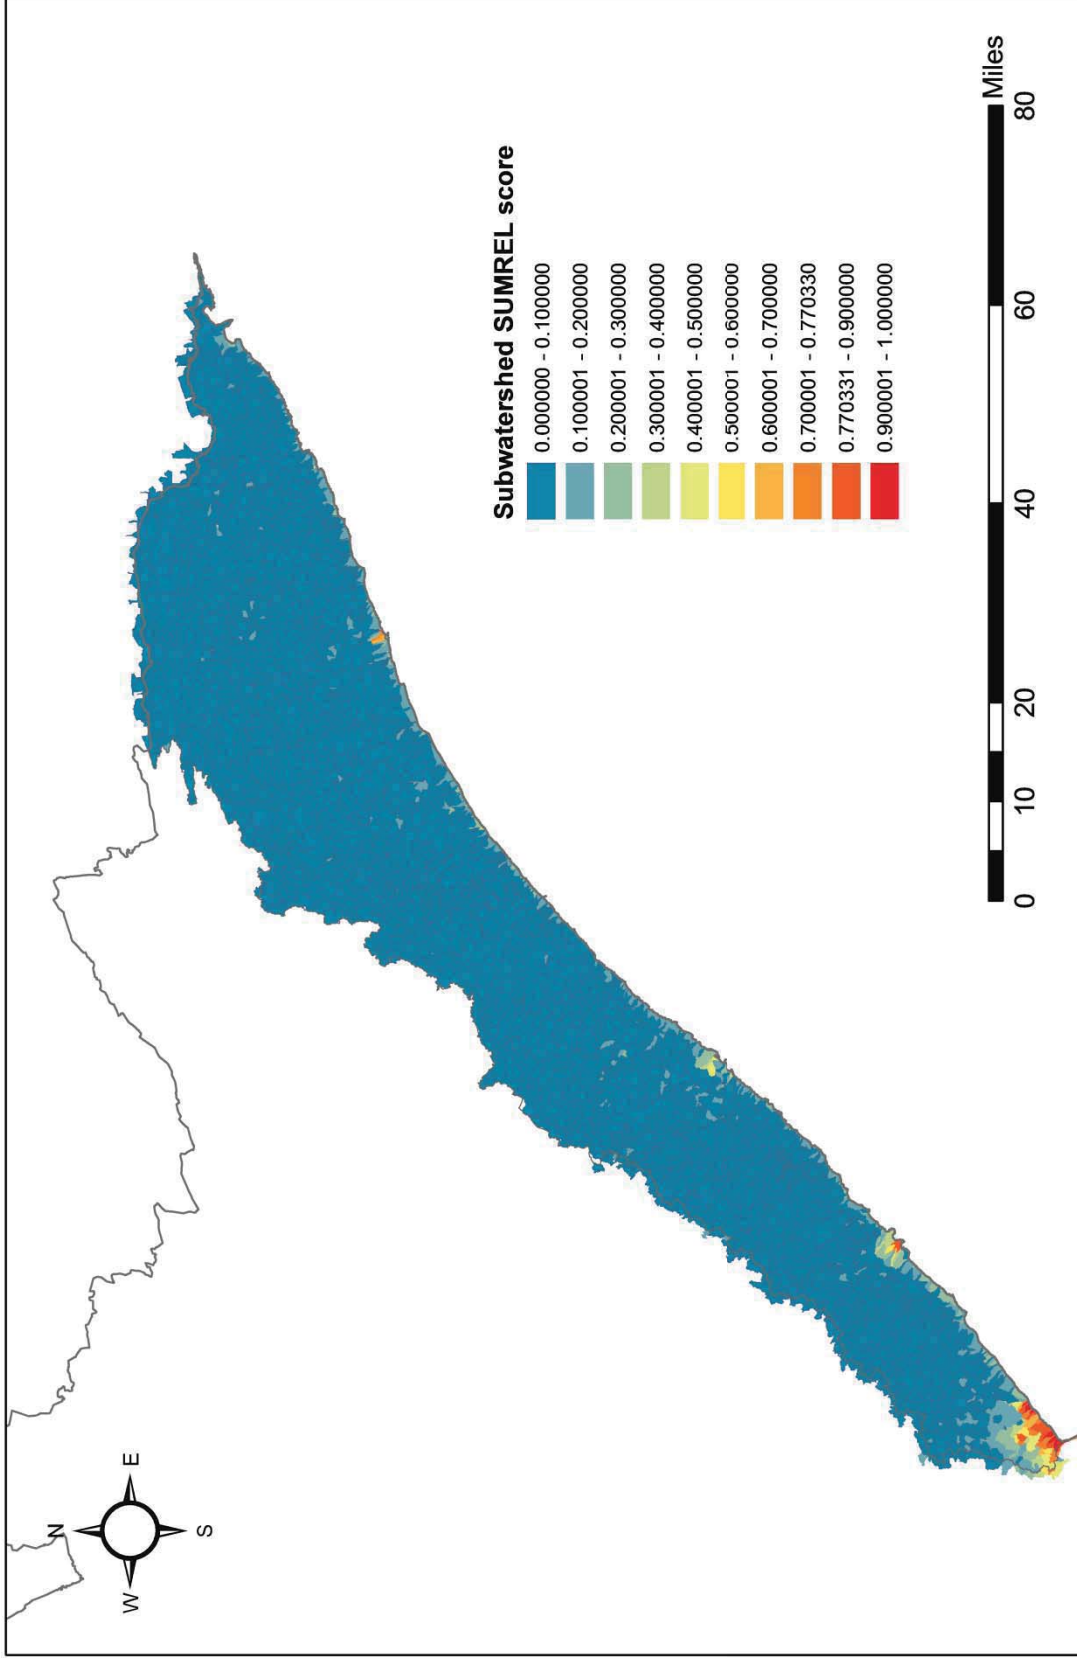 N
W
E
S
Subwatershed SUMREL score
0.000000 - 0.100000
0.100001 - 0.200000
0.200001 - 0.300000
0.300001 - 0.400000
0.400001 - 0.500000
0.500001 - 0.600000
0.600001 - 0.700000
0.700001 - 0.770330
0.770331 - 0.900000
0.900001 - 1.000000
Miles
0 10 20 40 60 80